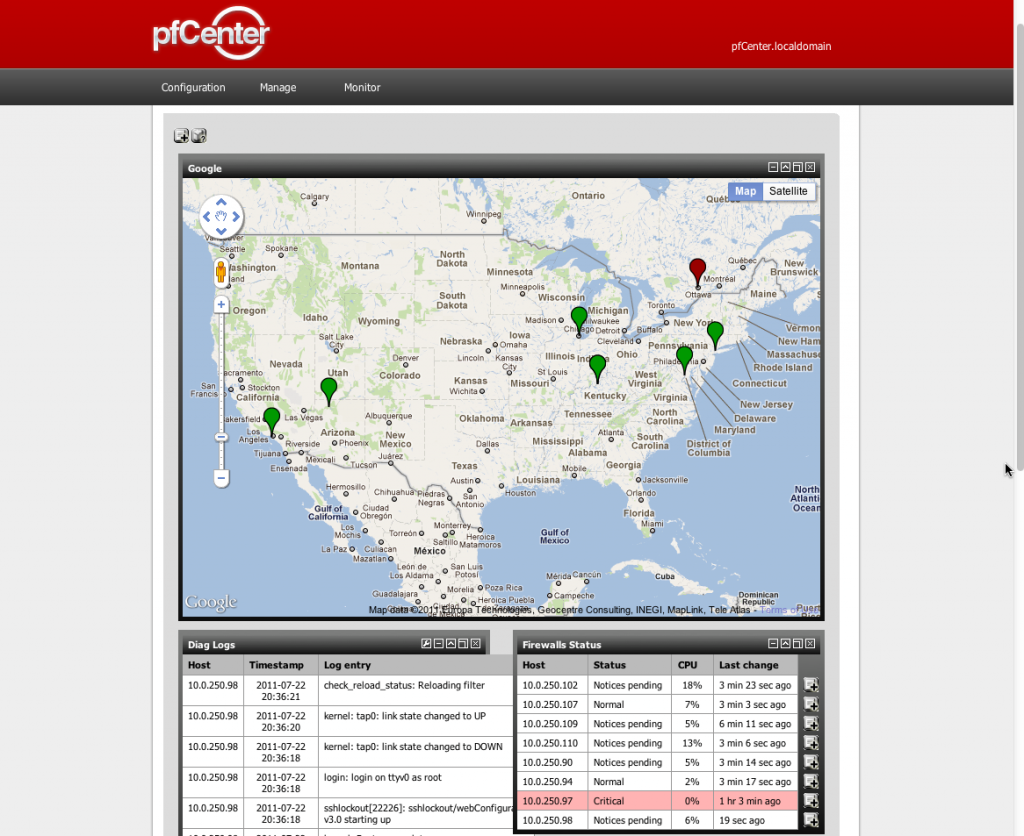 pfCenter
pfCenter.localdomain
Configuration Manage Monitor
Google
Map Satellite
Calgary
Ontario
Winnipeg
Seattle
Spokane
Québec
New Brunswick
Montréal
Ottawa
Maine
North Dakota
Montana
Minnesota
Minneapolis
Wisconsin
Michigan
Toronto
South Dakota
Oregon
Idaho
Wyoming
Madison
Detroit
Buffalo
New York
Vermont
New Ham
Massachus
Rhode Island
Connecticut
New Jersey
Delaware
Maryland
District of Columbia
Iowa
Nebraska
Omaha
Cleveland
Pennsylvania
Salt Lake City
Nevada
Utah
Denver
Colorado
Lincoln
Kansas City
Illinois
Ohio
Kansas
Missouri
St Louis
West Virginia
Virginia
Kentucky
Wichita
Sacramento
Stockton
San Francis
California
Las Vegas
Los Angeles
Riverside
Arizona
Phoenix
Tucson
Albuquerque
New Mexico
Oklahoma
Arkansas
Tennessee
North Carolina
Atlanta
South Carolina
Mississippi
Alabama
Georgia
Dallas
Texas
Louisiana
Mobile
Jacksonville
Tijuana
Mexicali
Ensenada
Juárez
Austin
San Antonio
Houston
Orlando
Florida
Miami
North Atlantic Ocean
Hermosillo
Chihuahua
Piedras Negras
Gulf of California
Ciudad Obregón
Los Mochis
Torreón
Monterrey
Saltillo
Heroica Matamoros
Gulf of Mexico
La Paz
Culiacan
Mazatlan
México
León de Los Aldama
San Luis Potosí
Guadalajara
Morelia
Poza Rica
Heroica Puebla
Mérida
Cancún
Campeche
Cuba
Dominican Republic
Google
Map data ©2011 Europa Technologies, Geocentre Consulting, INEGI, MapLink, Tele Atlas - Terms of
Diag Logs
Host Timestamp Log entry
10.0.250.98 2011-07-22 20:36:21 check_reload_status: Reloading filter
10.0.250.98 2011-07-22 20:36:20 kernel: tap0: link state changed to UP
10.0.250.98 2011-07-22 20:36:18 kernel: tap0: link state changed to DOWN
10.0.250.98 2011-07-22 20:36:18 login: login on ttyv0 as root
10.0.250.98 2011-07-22 20:36:18 sshlockout[22226]: sshlockout/webConfigura
v3.0 starting up
Firewalls Status
Host Status CPU Last change
10.0.250.102 Notices pending 18% 3 min 23 sec ago
10.0.250.107 Normal 7% 3 min 3 sec ago
10.0.250.109 Notices pending 5% 6 min 11 sec ago
10.0.250.110 Notices pending 13% 3 min 6 sec ago
10.0.250.90 Notices pending 5% 3 min 14 sec ago
10.0.250.94 Normal 2% 3 min 17 sec ago
10.0.250.97 Critical 0% 1 hr 3 min ago
10.0.250.98 Notices pending 6% 19 sec ago